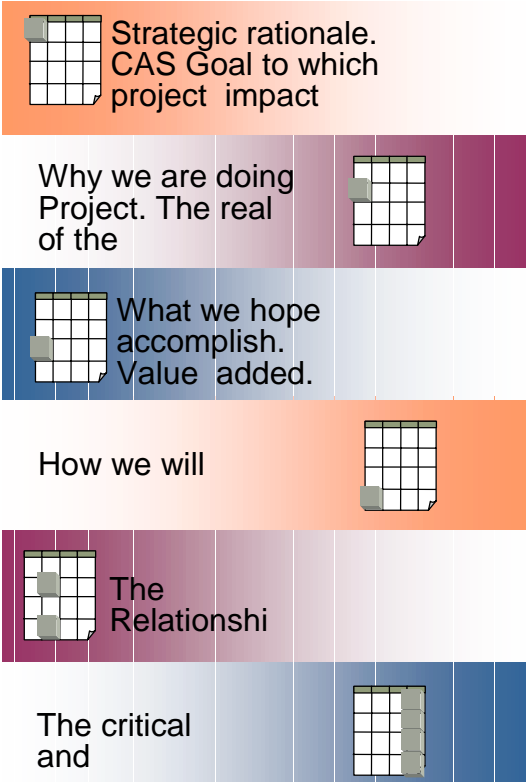 Strategic rationale.
CAS Goal to which
project impact
Why we are doing
Project. The real
of the
What we hope
accomplish.
Value added.
How we will
The
Relationshi
The critical
and